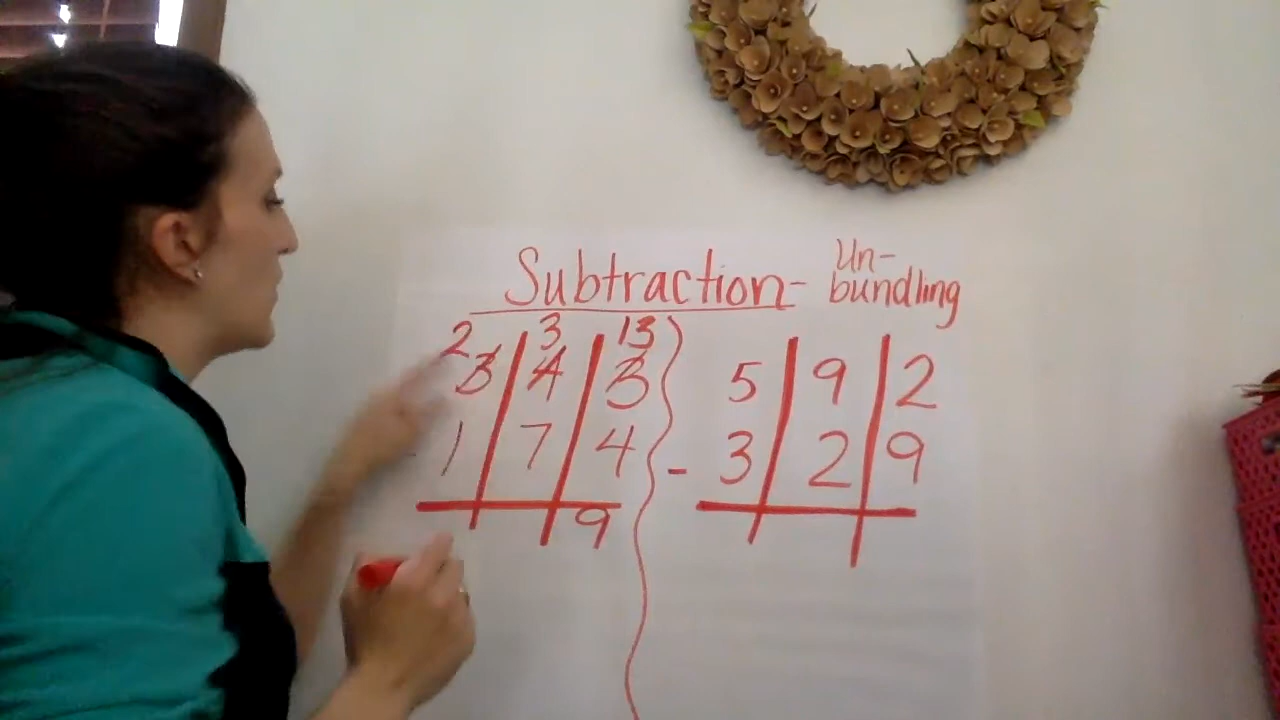 Subtraction- Un-bundling
2 3 13
3 4 3
1 7 4
9
5 9 2
- 3 2 9